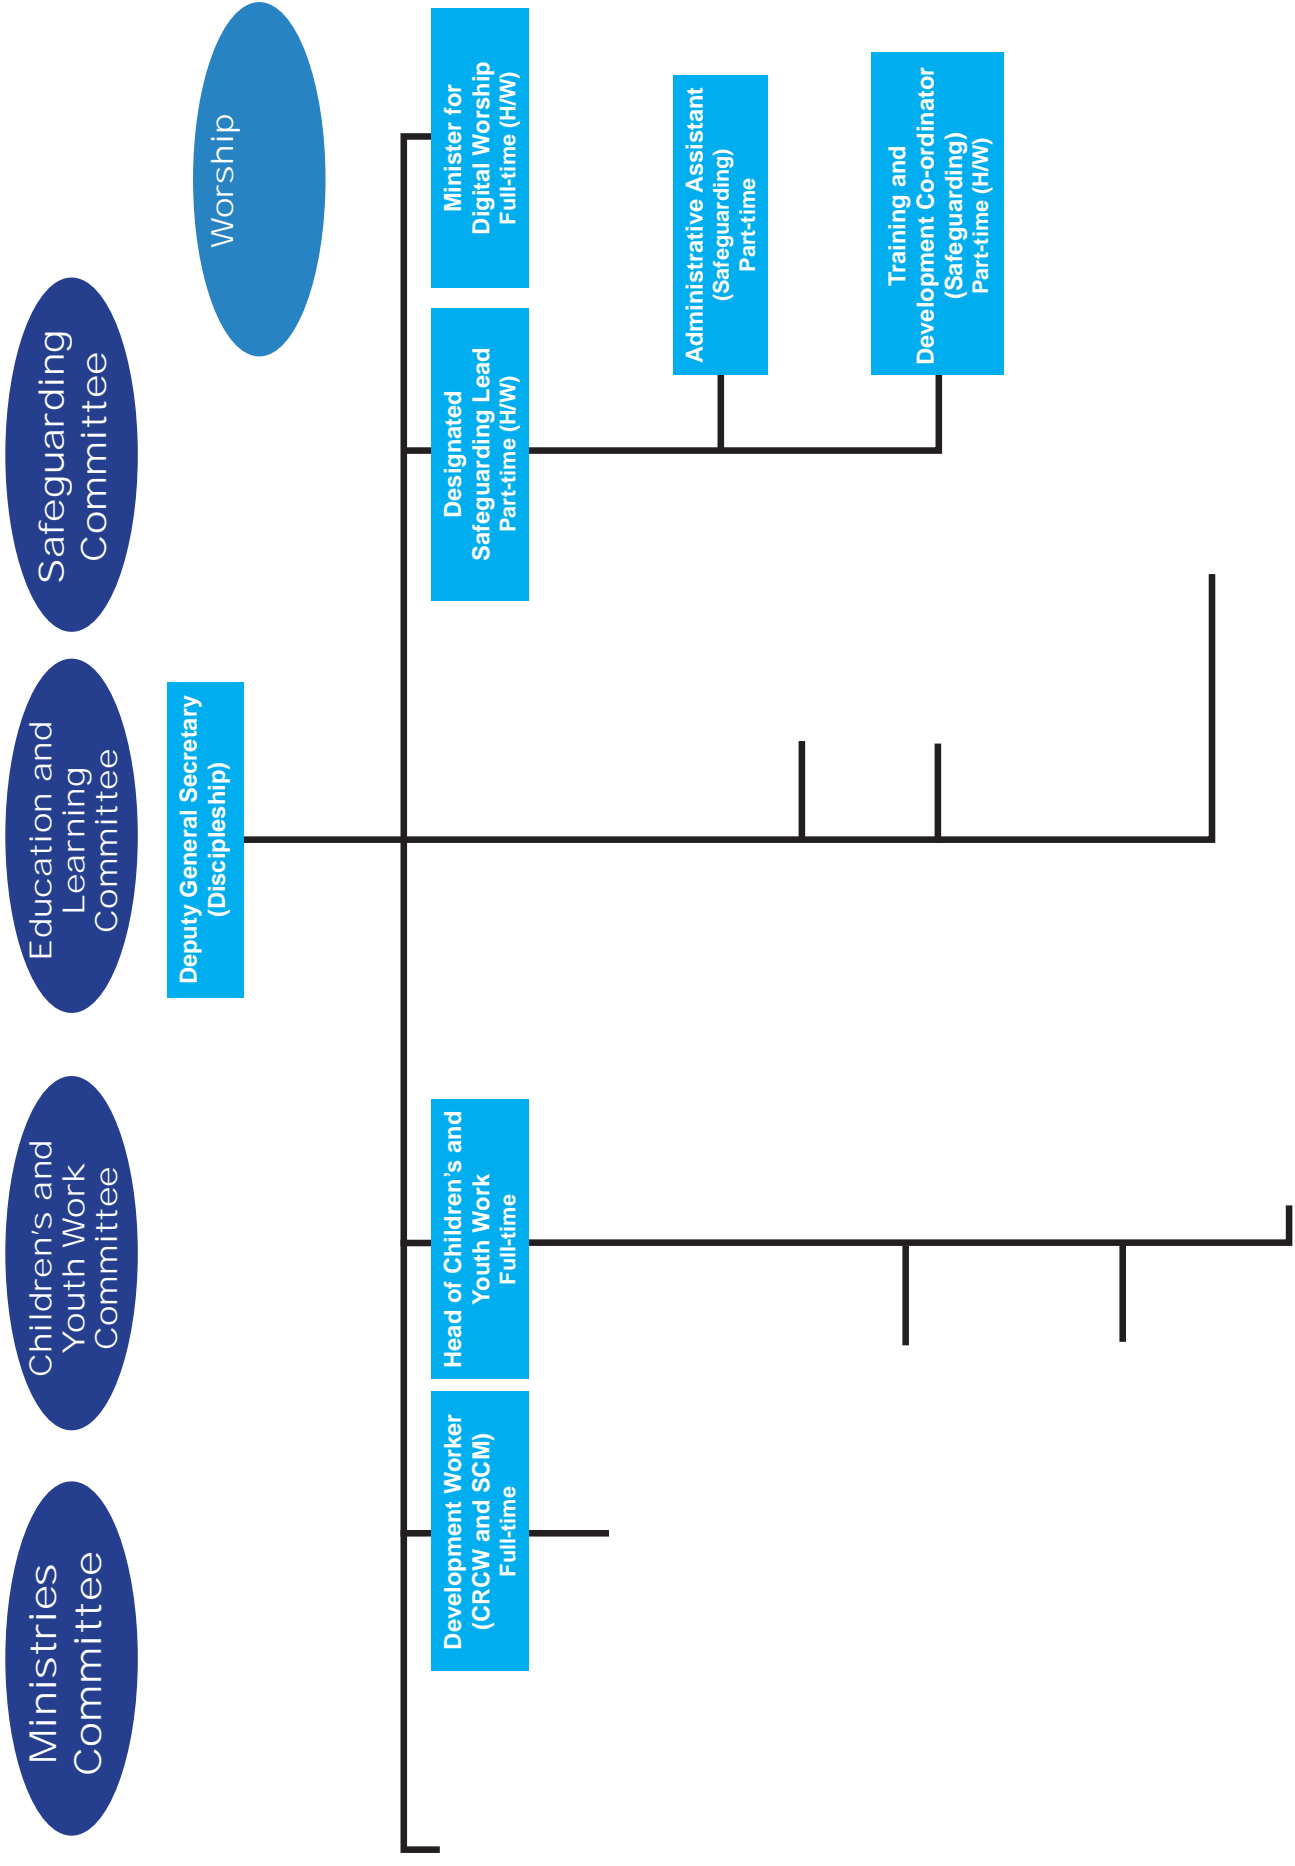 Ministries
Committee
Children’s and
Youth Work
Committee
Education and
Learning
Committee
Safeguarding
Committee
Worship
Deputy General Secretary
(Discipleship)
Development Worker
(CRCW and SCM)
Full-time
Head of Children’s and
Youth Work
Full-time
Designated
Safeguarding Lead
Part-time (H/W)
Minister for
Digital Worship
Full-time (H/W)
Administrative Assistant
(Safeguarding)
Part-time
Training and
Development Co-ordinator
(Safeguarding)
Part-time (H/W)